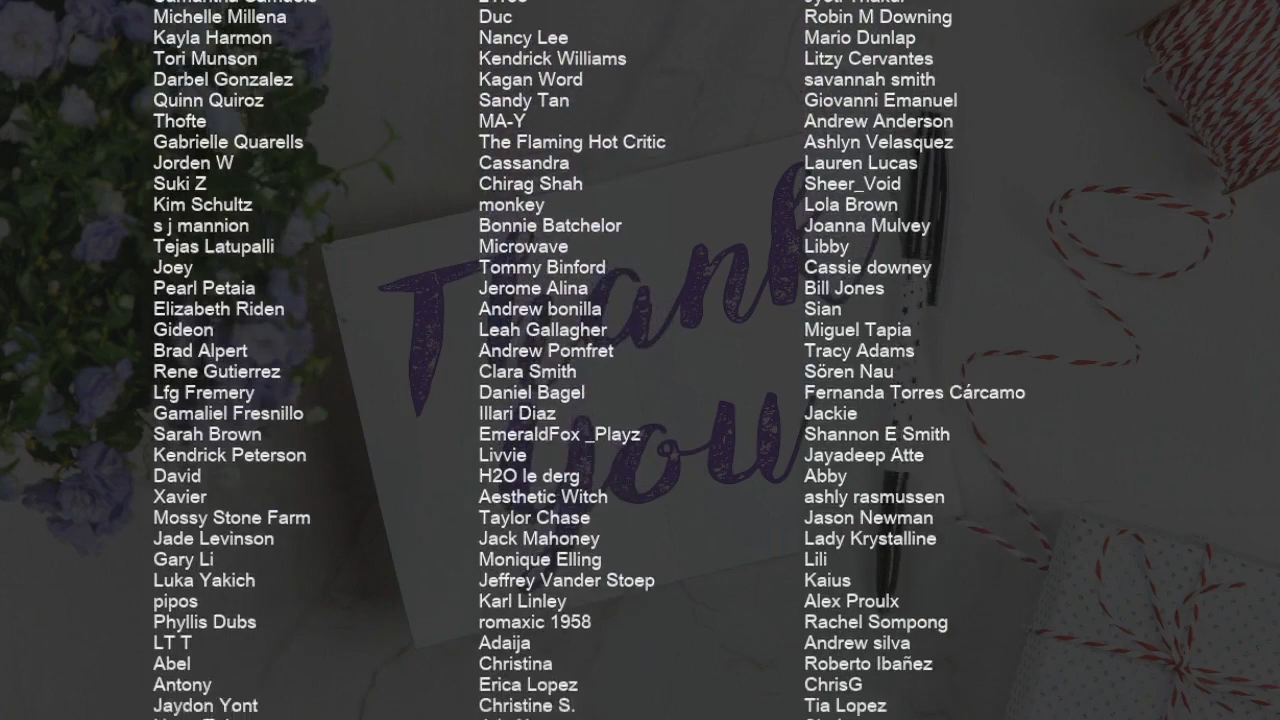 Michelle Millena
Kayla Harmon
Tori Munson
Darbel Gonzalez
Quinn Quiroz
Thofte
Gabrielle Quarells
Jorden W
Suki Z
Kim Schultz
s j mannion
Tejas Latupalli
Joey
Pearl Petaia
Elizabeth Riden
Gideon
Brad Alpert
Rene Gutierrez
Lfg Fremery
Gamaliel Fresnillo
Sarah Brown
Kendrick Peterson
David
Xavier
Mossy Stone Farm
Jade Levinson
Gary Li
Luka Yakich
pipos
Phyllis Dubs
LT T
Abel
Antony
Jaydon Yont
Duc
Nancy Lee
Kendrick Williams
Kagan Word
Sandy Tan
MA-Y
The Flaming Hot Critic
Cassandra
Chirag Shah
monkey
Bonnie Batchelor
Microwave
Tommy Binford
Jerome Alina
Andrew bonilla
Leah Gallagher
Andrew Pomfret
Clara Smith
Daniel Bagel
Illari Diaz
EmeraldFox _Playz
Livvie
H2O le derg
Aesthetic Witch
Taylor Chase
Jack Mahoney
Monique Elling
Jeffrey Vander Stoep
Karl Linley
romaxic 1958
Adaija
Christina
Erica Lopez
Christine S.
Robin M Downing
Mario Dunlap
Litzy Cervantes
savannah smith
Giovanni Emanuel
Andrew Anderson
Ashlyn Velasquez
Lauren Lucas
Sheer_Void
Lola Brown
Joanna Mulvey
Libby
Cassie downey
Bill Jones
Sian
Miguel Tapia
Tracy Adams
Sören Nau
Fernanda Torres Cárcamo
Jackie
Shannon E Smith
Jayadeep Atte
Abby
ashly rasmussen
Jason Newman
Lady Krystalline
Lili
Kaius
Alex Proulx
Rachel Sompong
Andrew silva
Roberto Ibañez
ChrisG
Tia Lopez
Thank
you